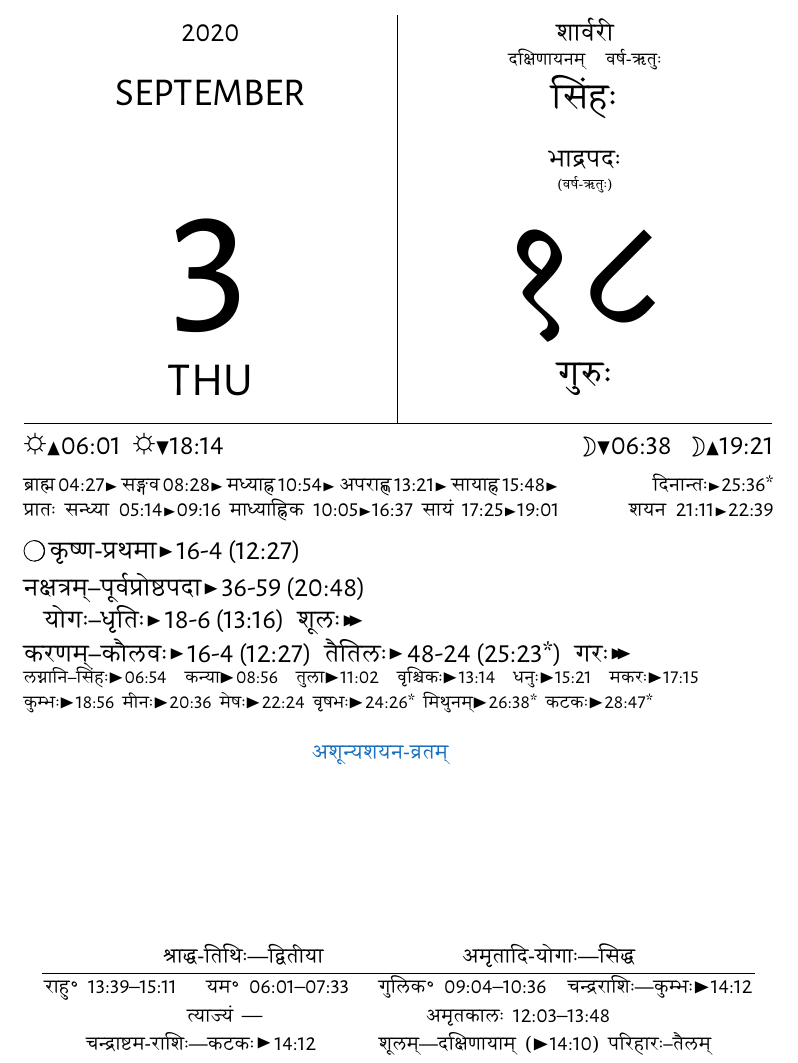 2020
SEPTEMBER
3
THU
शार्वरी
दक्षिणायनम् वर्ष-ऋतुः
सिंहः
भाद्रपदः
(वर्ष-ऋतुः)
१८
गुरुः
▲06:01 ▼18:14 ▼06:38 ▲19:21
ब्राह्म 04:27► सङ्गव 08:28► मध्याह्न 10:54► अपराह्ण 13:21► सायाह्न 15:48► दिनान्तः►25:36*
प्रातः सन्ध्या 05:14►09:16 माध्याह्निक 10:05►16:37 सायं 17:25►19:01 शयन 21:11►22:39
कृष्ण-प्रथमा►16-4 (12:27)
नक्षत्रम्–पूर्वप्रोष्ठपदा►36-59 (20:48)
योगः–धृतिः►18-6 (13:16) शूलः►►
करणम्–कौलवः►16-4 (12:27) तैतिलः►48-24 (25:23*) गरः►►
लग्नानि–सिंहः►06:54 कन्या►08:56 तुला►11:02 वृश्चिकः►13:14 धनुः►15:21 मकरः►17:15
कुम्भः►18:56 मीनः►20:36 मेषः►22:24 वृषभः►24:26* मिथुनम्►26:38* कटकः►28:47*
अशून्यशयन-व्रतम्
श्राद्ध-तिथिः—द्वितीया अमृतादि-योगाः—सिद्ध
राहु° 13:39–15:11 यम° 06:01–07:33 गुलिक° 09:04–10:36 चन्द्रराशिः—कुम्भः►14:12
त्याज्यं — अमृतकालः 12:03–13:48
चन्द्राष्टम-राशिः—कटकः►14:12 शूलम्—दक्षिणायाम् (►14:10) परिहारः–तैलम्